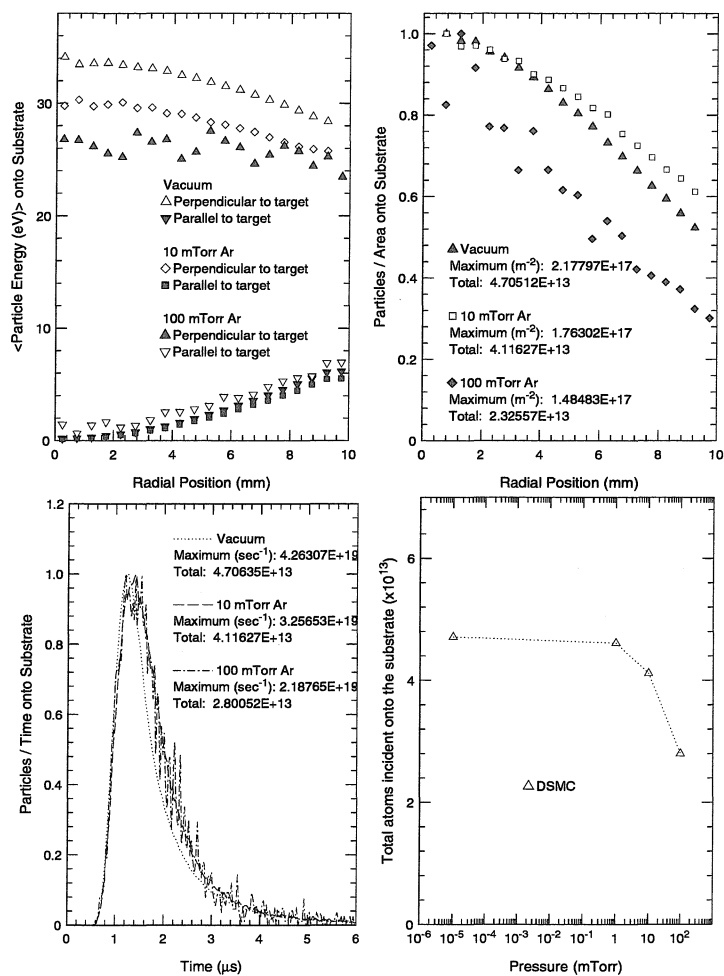 <Particle Energy (eV)> onto Substrate
30
20
10
0
Vacuum
Perpendicular to target
Parallel to target
10 mTorr Ar
Perpendicular to target
Parallel to target
100 mTorr Ar
Perpendicular to target
Parallel to target
0 2 4 6 8 10
Radial Position (mm)
Particles / Area onto Substrate
1.0
0.8
0.6
0.4
0.2
0
Vacuum
Maximum (m⁻²): 2.17797E+17
Total: 4.70512E+13
10 mTorr Ar
Maximum (m⁻²): 1.76302E+17
Total: 4.11627E+13
100 mTorr Ar
Maximum (m⁻²): 1.48483E+17
Total: 2.32557E+13
0 2 4 6 8 10
Radial Position (mm)
Particles / Time onto Substrate
1.2
1.0
0.8
0.6
0.4
0.2
0
Vacuum
Maximum (sec⁻¹): 4.26307E+19
Total: 4.70635E+13
10 mTorr Ar
Maximum (sec⁻¹): 3.25653E+19
Total: 4.11627E+13
100 mTorr Ar
Maximum (sec⁻¹): 2.18765E+19
Total: 2.80052E+13
0 1 2 3 4 5 6
Time (μs)
Total atoms incident onto the substrate (x10¹³)
6
4
2
0
DSMC
10⁻⁶ 10⁻⁵ 10⁻⁴ 10⁻³ 10⁻² 10⁻¹ 1 10¹ 10² 10³
Pressure (mTorr)